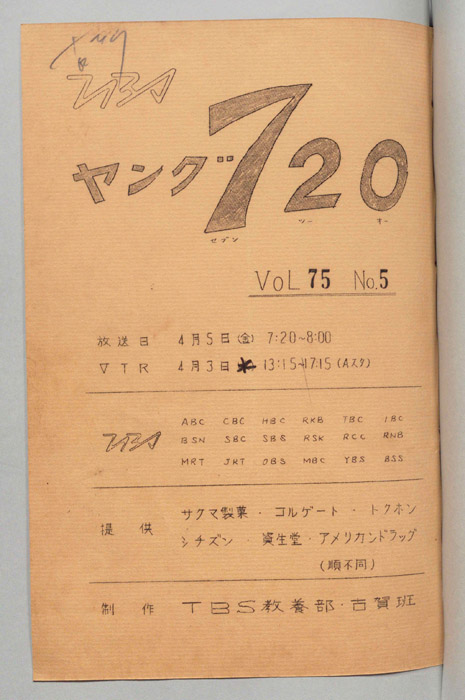 TBS
ヤング720
セブン ツー オー
VOL 75 No.5
放送日 4月5日(金) 7:20~8:00
VTR 4月3日 13:15~17:15 (Aスタ)
TBS
ABC CBC HBC RKB TBC IBC
BSN SBC SBS RSK RCC RNB
MRT JRT OBS MBC YBS BSS
提供
サクマ製菓・コルゲート・トクホン
シチズン・資生堂・アメリカンドラッグ
(順不同)
制作 TBS教養部・古賀班